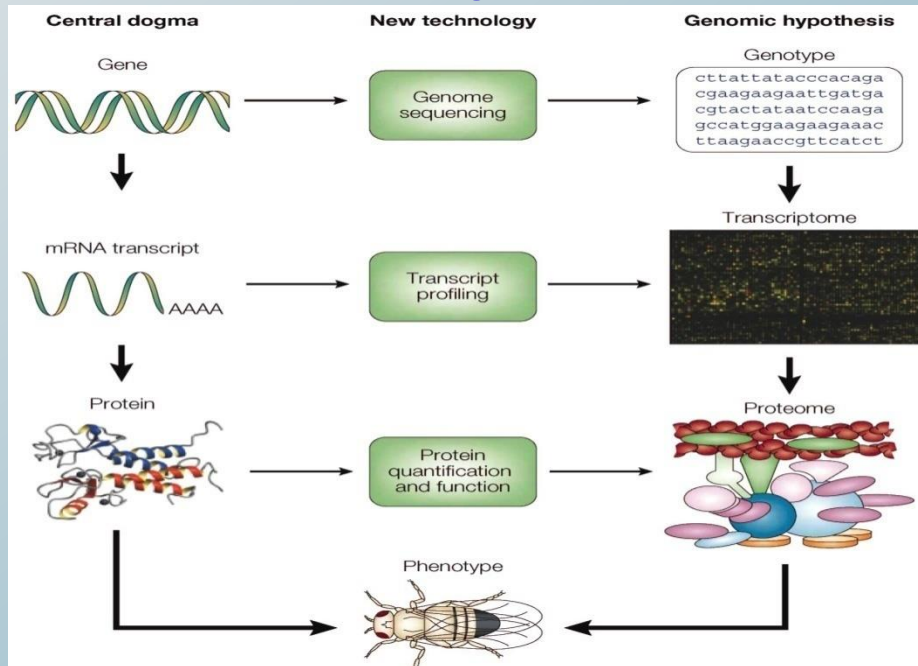 Central dogma
New technology
Genomic hypothesis
Gene
Genome
sequencing
Genotype
cttattatacccacaga
cgaagaagaattgatga
cgtactataatccaaga
gccatggaagaagaaac
ttaagaaccgttcatct
mRNA transcript
AAAA
Transcript
profiling
Transcriptome
Protein
Protein
quantification
and function
Proteome
Phenotype